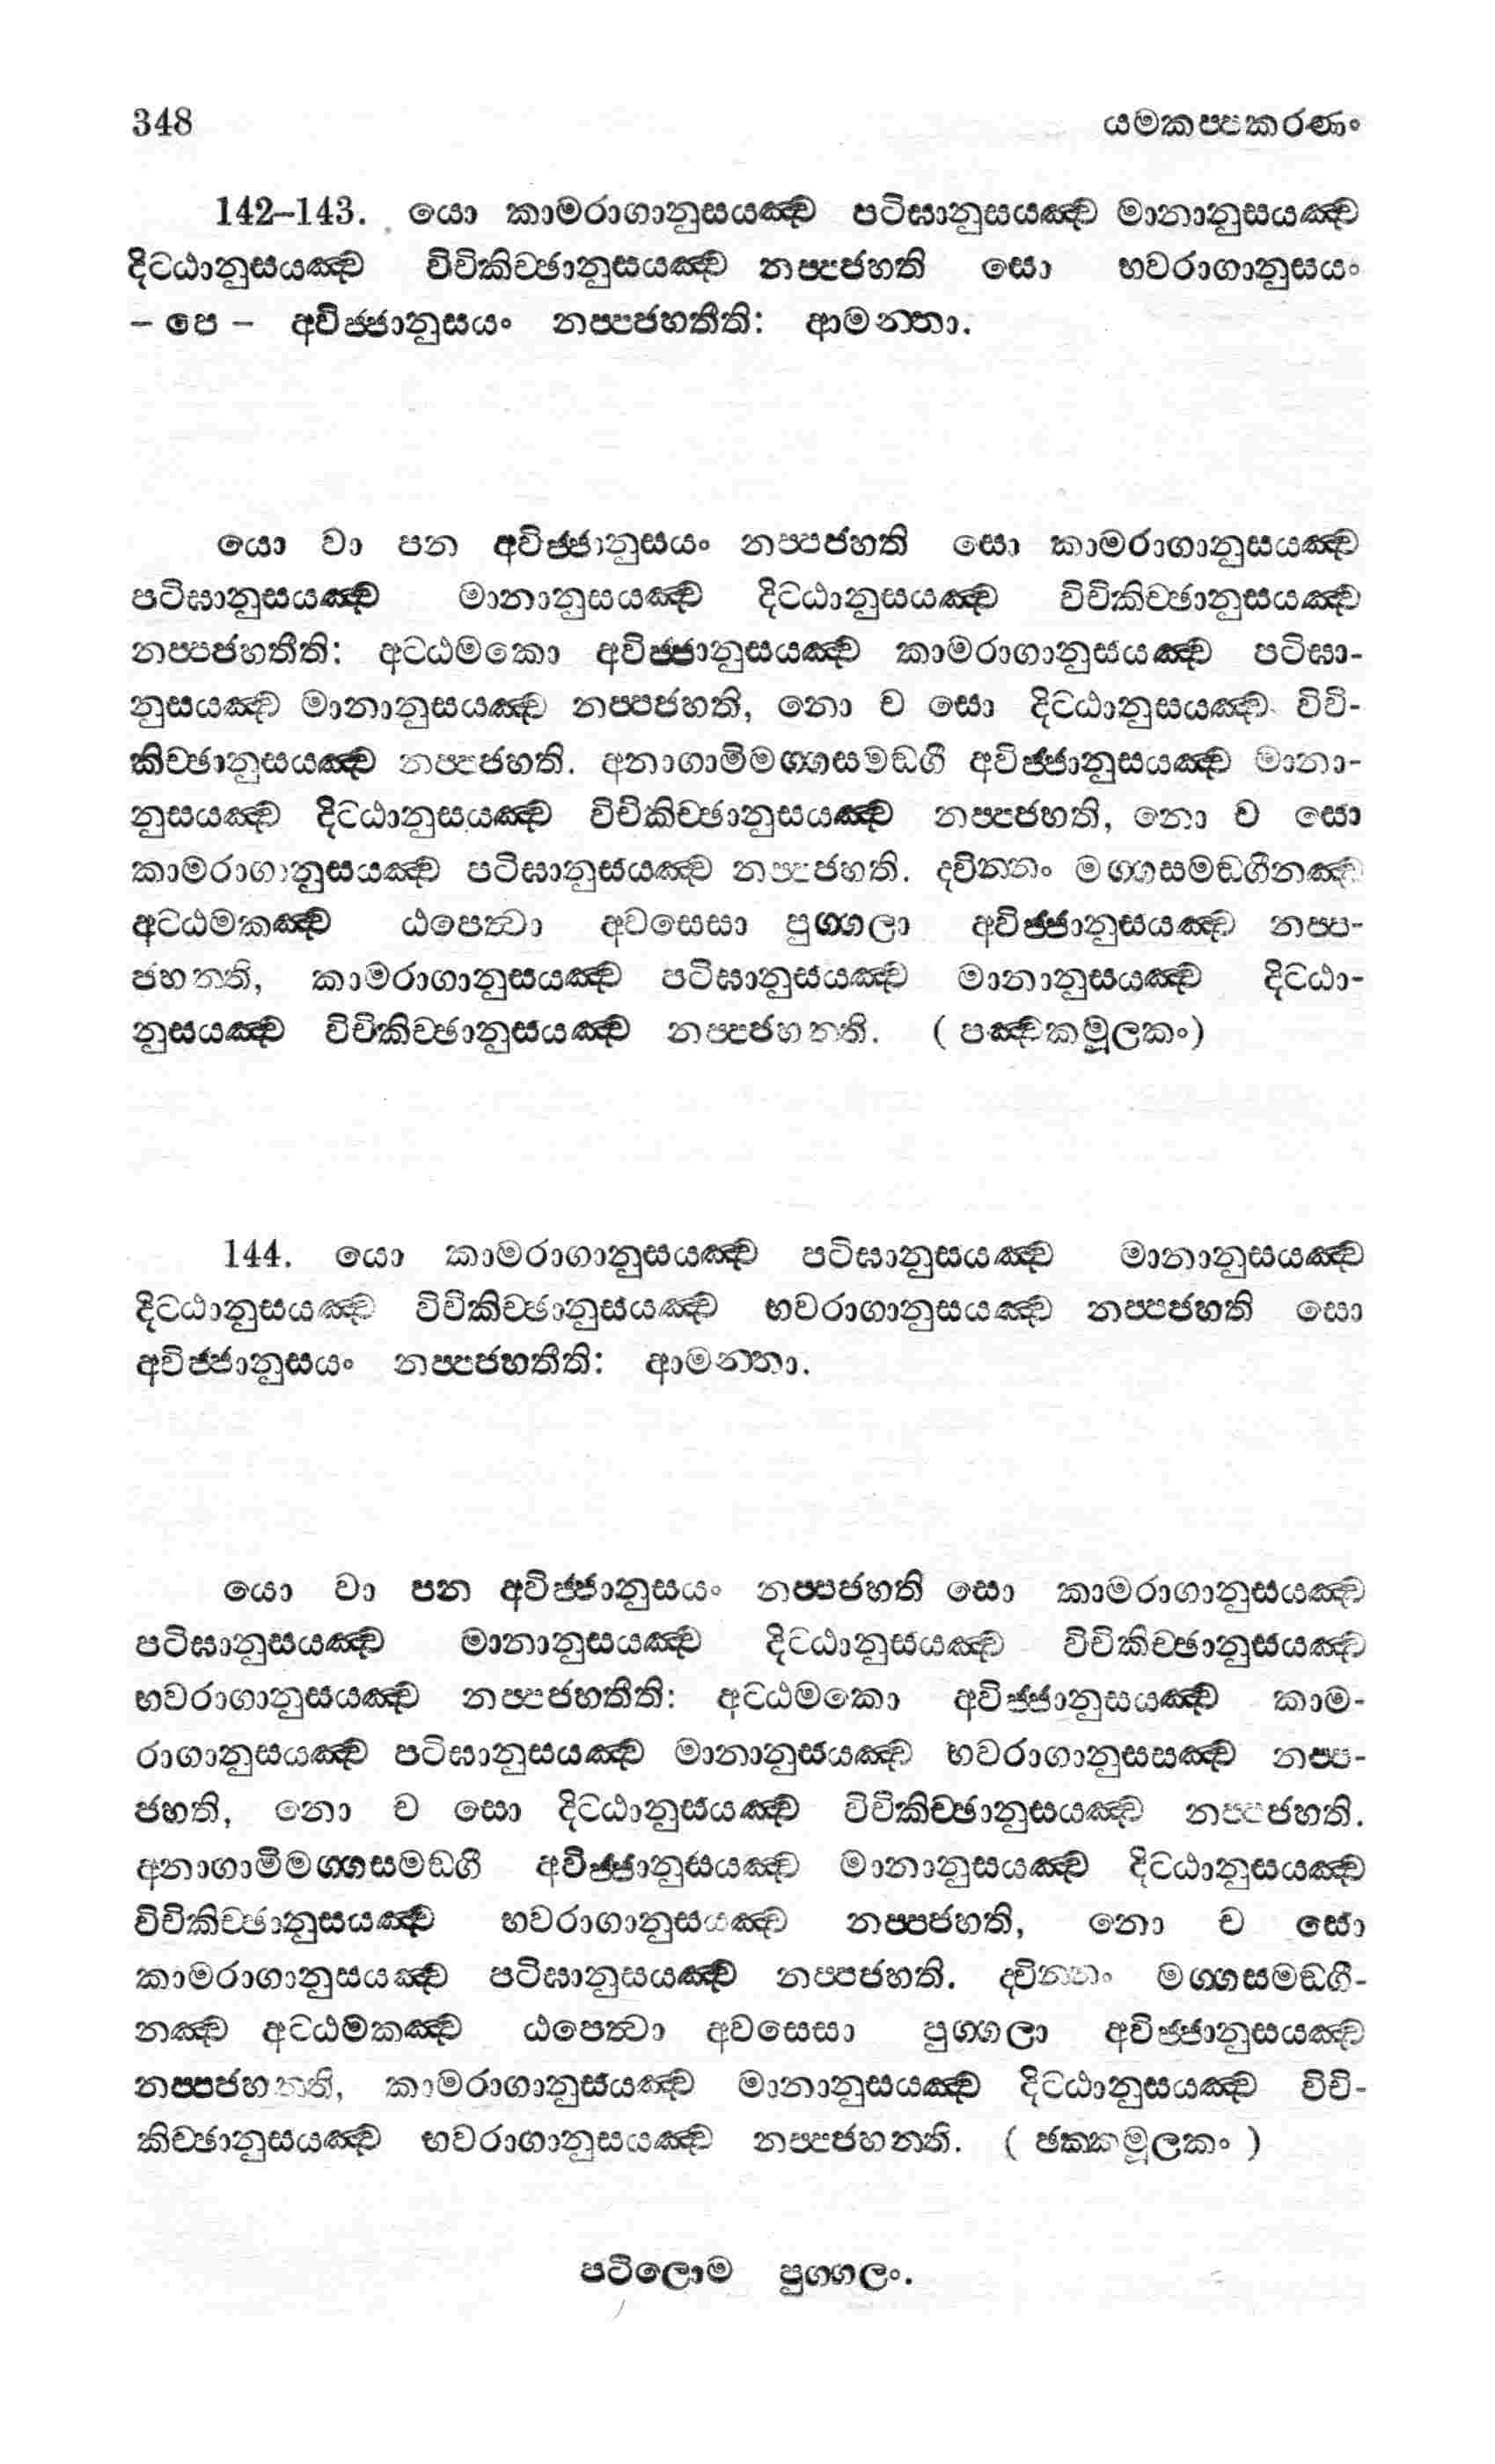 348 යමකප්පකරණං
142–143. යො කාමරාගානුසයඤ්ච පටිඝානුසයඤ්ච මානානුසයඤ්ච
දිට්ඨානුසයඤ්ච විචිකිච්ඡානුසයඤ්ච නප්පජහති සො භවරාගානුසයං
– පෙ – අවිජ්ජානුසයං නප්පජහතීති: ආමන්තා.
යො වා පන අවිජ්ජානුසයං නප්පජහති සො කාමරාගානුසයඤ්ච
පටිඝානුසයඤ්ච මානානුසයඤ්ච දිට්ඨානුසයඤ්ච විචිකිච්ඡානුසයඤ්ච
නප්පජහතීති: අට්ඨමකො අවිජ්ජානුසයඤ්ච කාමරාගානුසයඤ්ච පටිඝා-
නුසයඤ්ච මානානුසයඤ්ච නප්පජහති, නො ච සො දිට්ඨානුසයඤ්ච විචි-
කිච්ඡානුසයඤ්ච නප්පජහති. අනාගාමිමග්ගසමඞ්ගී අවිජ්ජානුසයඤ්ච මානා-
නුසයඤ්ච දිට්ඨානුසයඤ්ච විචිකිච්ඡානුසයඤ්ච නප්පජහති, නො ච සො
කාමරාගානුසයඤ්ච පටිඝානුසයඤ්ච නප්පජහති. ද්වින්නං මග්ගසමඞ්ගීනඤ්ච
අට්ඨමකඤ්ච ඨපෙත්වා අවසෙසා පුග්ගලා අවිජ්ජානුසයඤ්ච නප්ප-
ජහන්ති, කාමරාගානුසයඤ්ච පටිඝානුසයඤ්ච මානානුසයඤ්ච දිට්ඨා-
නුසයඤ්ච විචිකිච්ඡානුසයඤ්ච නප්පජහන්ති. ( පඤ්චකමූලකං)
144. යො කාමරාගානුසයඤ්ච පටිඝානුසයඤ්ච මානානුසයඤ්ච
දිට්ඨානුසයඤ්ච විචිකිච්ඡානුසයඤ්ච භවරාගානුසයඤ්ච නප්පජහති සො
අවිජ්ජානුසයං නප්පජහතීති: ආමන්තා.
යො වා පන අවිජ්ජානුසයං නප්පජහති සො කාමරාගානුසයඤ්ච
පටිඝානුසයඤ්ච මානානුසයඤ්ච දිට්ඨානුසයඤ්ච විචිකිච්ඡානුසයඤ්ච
භවරාගානුසයඤ්ච නප්පජහතීති: අට්ඨමකො අවිජ්ජානුසයඤ්ච කාම-
රාගානුසයඤ්ච පටිඝානුසයඤ්ච මානානුසයඤ්ච භවරාගානුසසඤ්ච නප්ප-
ජහති, නො ච සො දිට්ඨානුසයඤ්ච විචිකිච්ඡානුසයඤ්ච නප්පජහති.
අනාගාමිමග්ගසමඞ්ගී අවිජ්ජානුසයඤ්ච මානානුසයඤ්ච දිට්ඨානුසයඤ්ච
විචිකිච්ඡානුසයඤ්ච භවරාගානුසයඤ්ච නප්පජහති, නො ච සො
කාමරාගානුසයඤ්ච පටිඝානුසයඤ්ච නප්පජහති. ද්වින්නං මග්ගසමඞ්ගී-
නඤ්ච අට්ඨමකඤ්ච ඨපෙත්වා අවසෙසා පුග්ගලා අවිජ්ජානුසයඤ්ච
නප්පජහන්ති, කාමරාගානුසයඤ්ච මානානුසයඤ්ච දිට්ඨානුසයඤ්ච විචි-
කිච්ඡානුසයඤ්ච භවරාගානුසයඤ්ච නප්පජහන්ති. ( ඡක්කමූලකං )
පටිලොම පුග්ගලං.